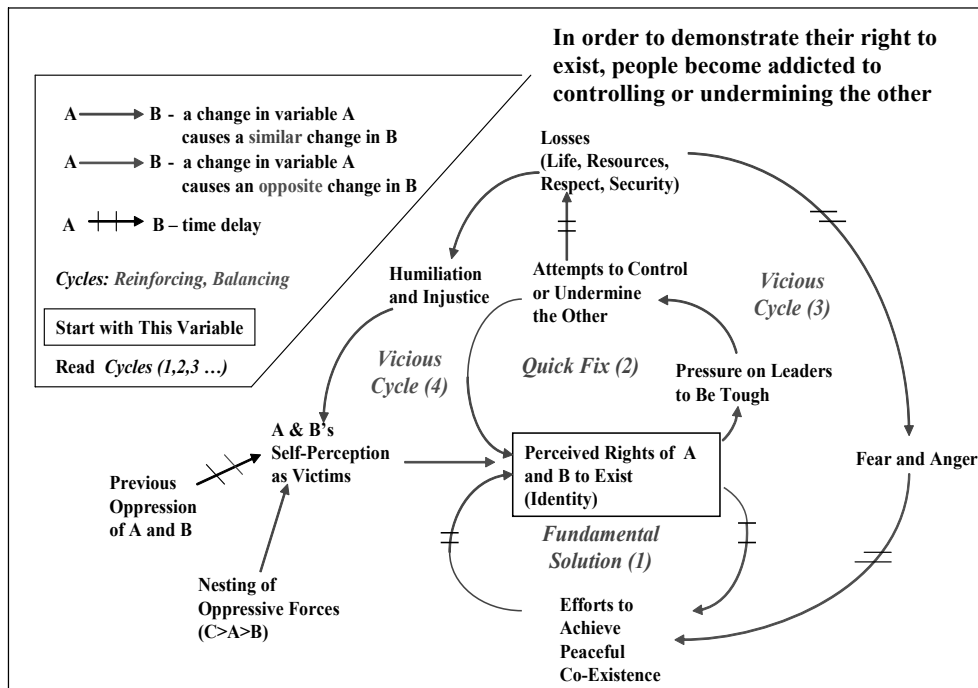 In order to demonstrate their right to
exist, people become addicted to
controlling or undermining the other
A B - a change in variable A
causes a similar change in B
A B - a change in variable A
causes an opposite change in B
A B – time delay
Cycles: Reinforcing, Balancing
Start with This Variable
Read Cycles (1,2,3 …)
Losses
(Life, Resources,
Respect, Security)
Humiliation
and Injustice
Attempts to Control
or Undermine
the Other
Vicious
Cycle (3)
Vicious
Cycle (4)
Quick Fix (2)
Pressure on Leaders
to Be Tough
A & B’s
Self-Perception
as Victims
Perceived Rights of A
and B to Exist
(Identity)
Fear and Anger
Previous
Oppression
of A and B
Fundamental
Solution (1)
Nesting of
Oppressive Forces
(C>A>B)
Efforts to
Achieve
Peaceful
Co-Existence